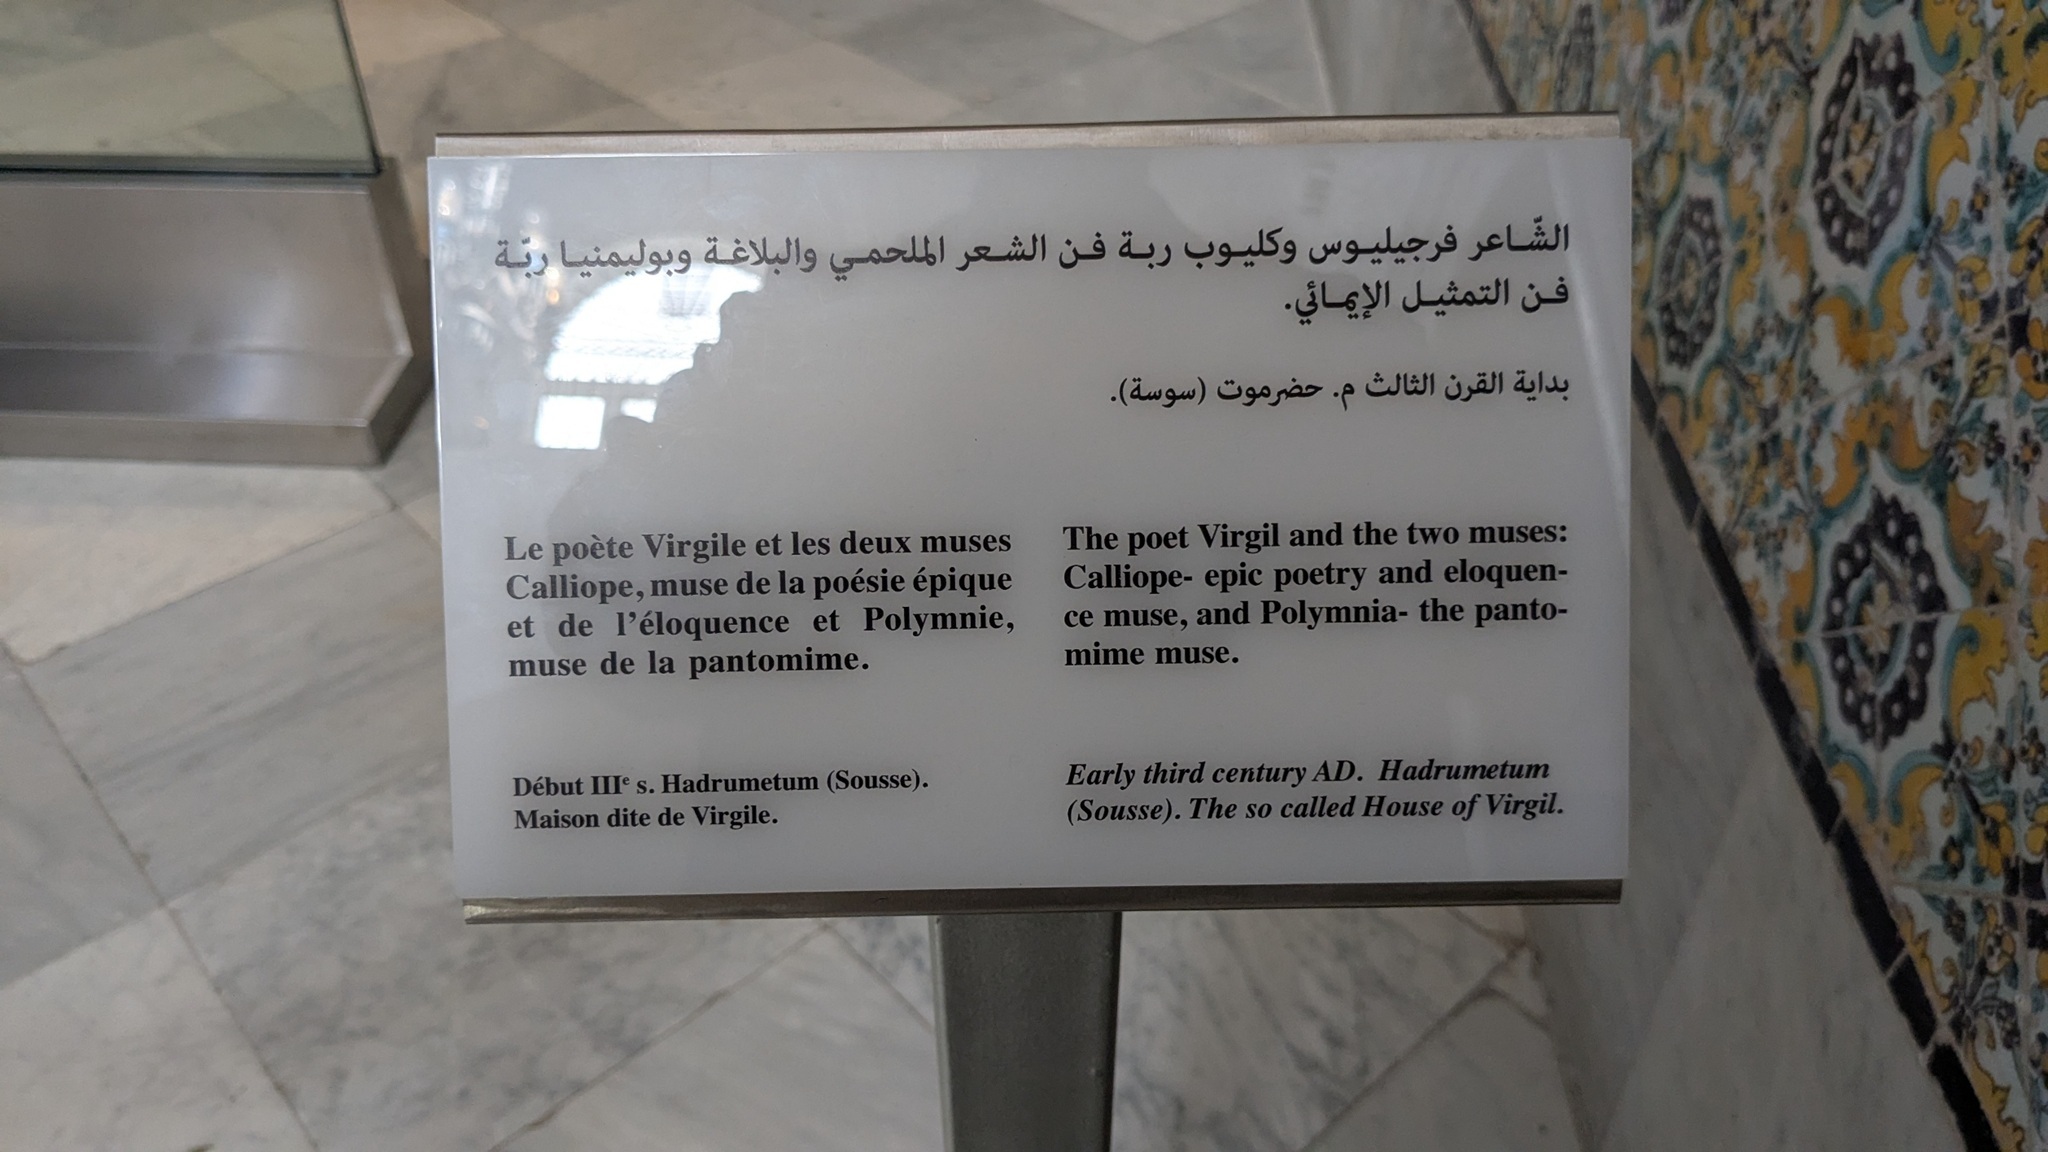 الشّاعر فرجيليوس وكليوب ربة فن الشعر الملحمي والبلاغة وبوليمنيا ربّة
فن التمثيل الإيمائي.
بداية القرن الثالث م. حضرموت (سوسة).
Le poète Virgile et les deux muses
Calliope, muse de la poésie épique
et de l’éloquence et Polymnie,
muse de la pantomime.
Début IIIᵉ s. Hadrumetum (Sousse).
Maison dite de Virgile.
The poet Virgil and the two muses:
Calliope- epic poetry and eloquen-
ce muse, and Polymnia- the panto-
mime muse.
Early third century AD. Hadrumetum
(Sousse). The so called House of Virgil.